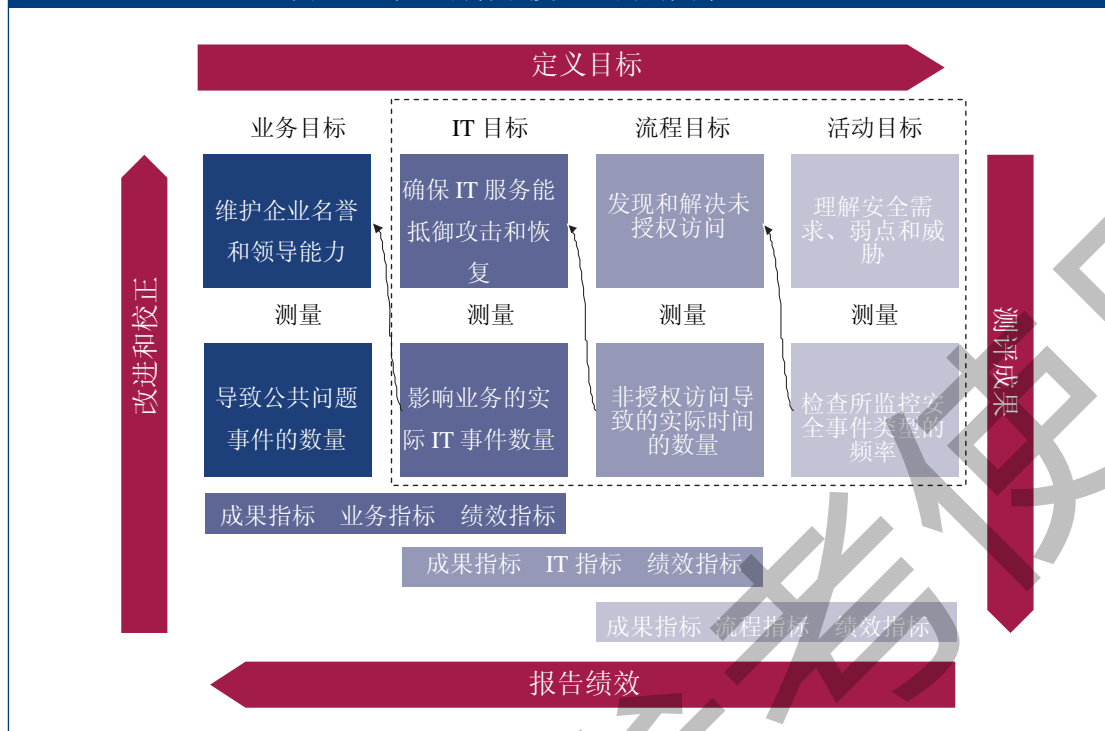 定义目标
业务目标
IT 目标
流程目标
活动目标
维护企业名誉
和领导能力
确保 IT 服务能
抵御攻击和恢
复
发现和解决未
授权访问
理解安全需
求、弱点和威
胁
测量
测量
测量
测量
导致公共问题
事件的数量
影响业务的实
际 IT 事件数量
非授权访问导
致的实际时间
的数量
检查所监控安
全事件类型的
频率
改进和校正
测评成果
成果指标 业务指标 绩效指标
成果指标 IT 指标 绩效指标
成果指标 流程指标 绩效指标
报告绩效